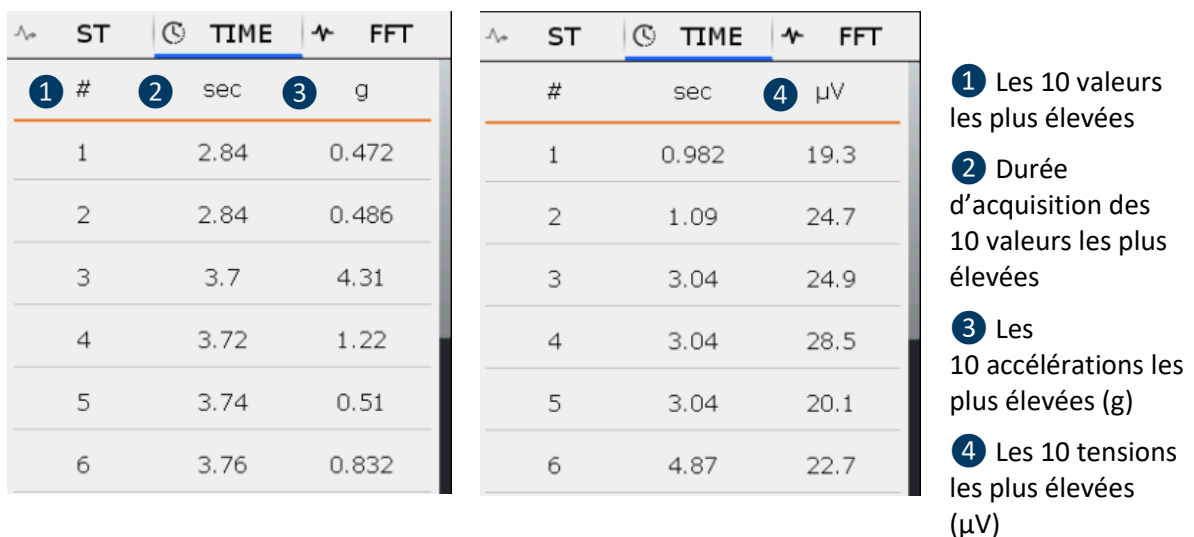 ST TIME FFT
1 # 2 sec 3 g
1 2.84 0.472
2 2.84 0.486
3 3.7 4.31
4 3.72 1.22
5 3.74 0.51
6 3.76 0.832
ST TIME FFT
# sec 4 µV
1 0.982 19.3
2 1.09 24.7
3 3.04 24.9
4 3.04 28.5
5 3.04 20.1
6 4.87 22.7
1 Les 10 valeurs
les plus élevées
2 Durée
d’acquisition des
10 valeurs les plus
élevées
3 Les
10 accélérations les
plus élevées (g)
4 Les 10 tensions
les plus élevées
(µV)